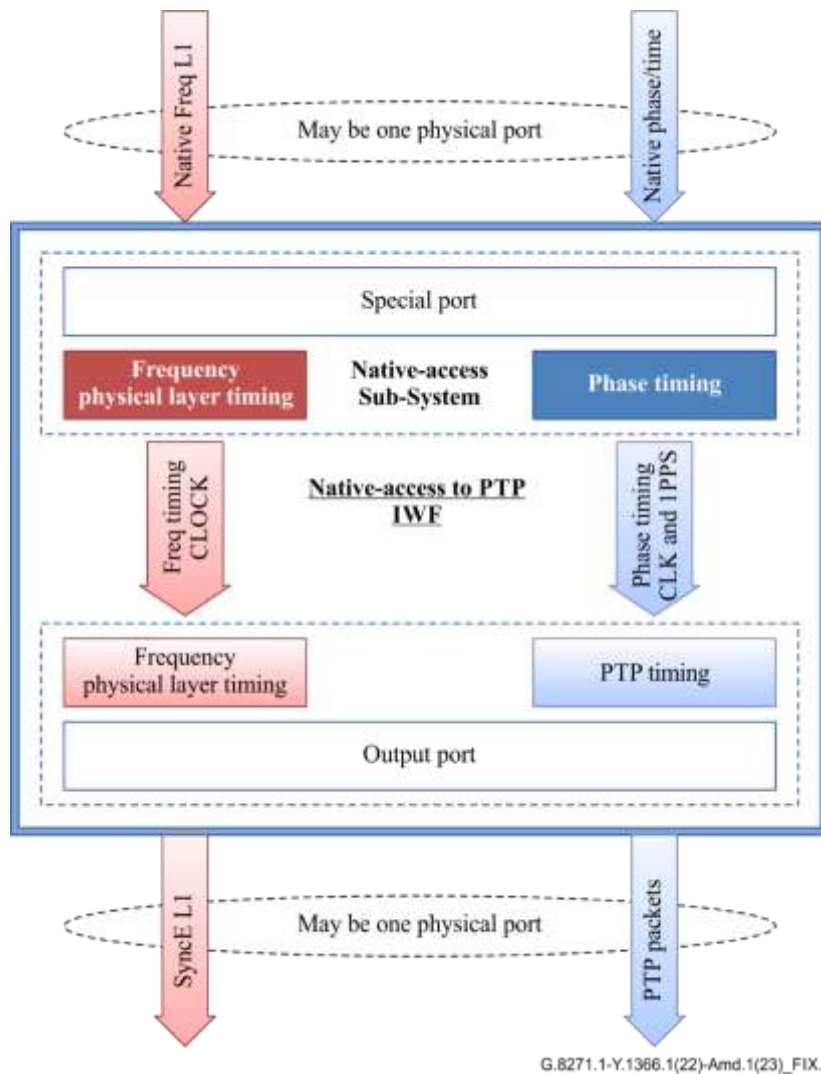 Native Freq L1
May be one physical port
Native phase/time
Special port
Frequency
physical layer timing
Native-access
Sub-System
Phase timing
Freq timing
CLOCK
Native-access to PTP
IWF
Phase timing
CLK and 1PPS
Frequency
physical layer timing
PTP timing
Output port
SyncE L1
May be one physical port
PTP packets
G.8271.1-Y.1366.1(22)-Amd.1(23)_FIX.